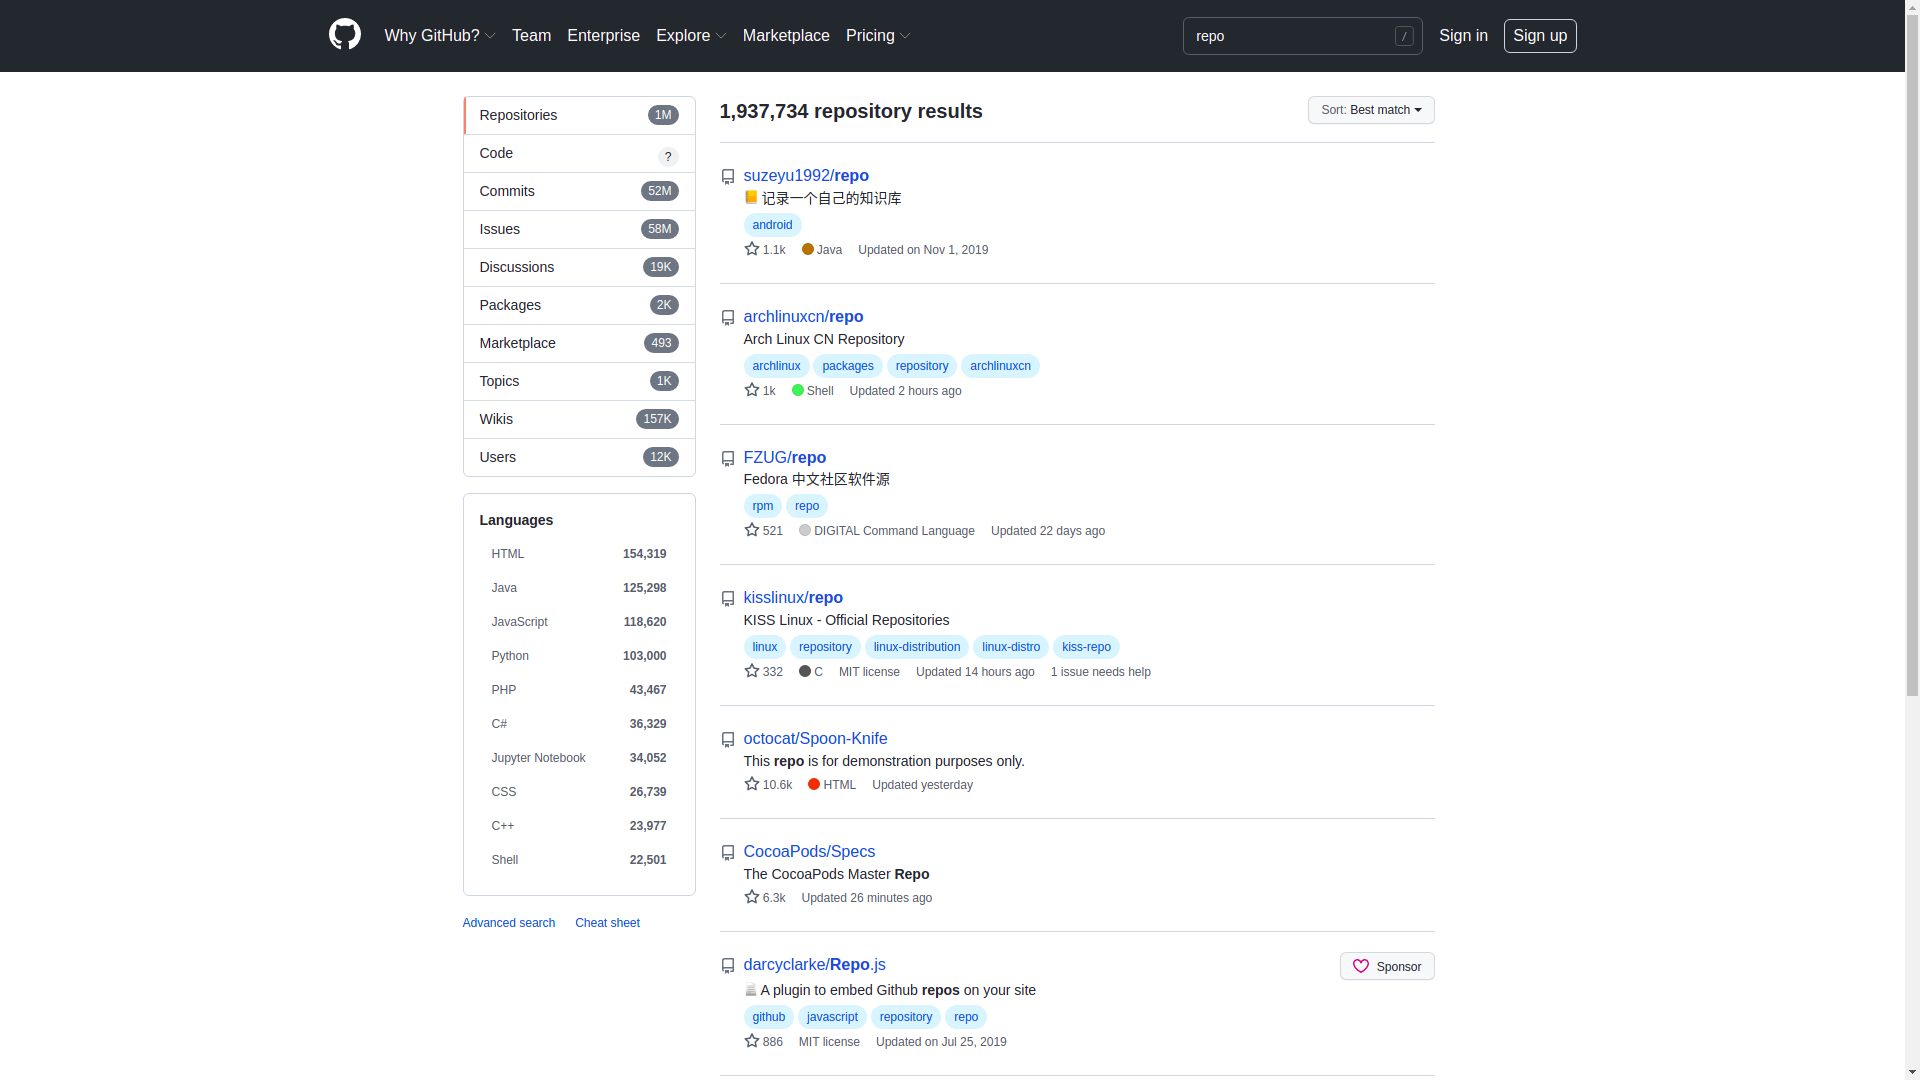 Why GitHub? Team Enterprise Explore Marketplace Pricing repo / Sign in Sign up
Repositories 1M
Code ?
Commits 52M
Issues 58M
Discussions 19K
Packages 2K
Marketplace 493
Topics 1K
Wikis 157K
Users 12K
Languages
HTML 154,319
Java 125,298
JavaScript 118,620
Python 103,000
PHP 43,467
C# 36,329
Jupyter Notebook 34,052
CSS 26,739
C++ 23,977
Shell 22,501
Advanced search Cheat sheet
1,937,734 repository results Sort: Best match
suzeyu1992/repo
📒 记录一个自己的知识库
android
1.1k Java Updated on Nov 1, 2019
archlinuxcn/repo
Arch Linux CN Repository
archlinux packages repository archlinuxcn
1k Shell Updated 2 hours ago
FZUG/repo
Fedora 中文社区软件源
rpm repo
521 DIGITAL Command Language Updated 22 days ago
kisslinux/repo
KISS Linux - Official Repositories
linux repository linux-distribution linux-distro kiss-repo
332 C MIT license Updated 14 hours ago 1 issue needs help
octocat/Spoon-Knife
This repo is for demonstration purposes only.
10.6k HTML Updated yesterday
CocoaPods/Specs
The CocoaPods Master Repo
6.3k Updated 26 minutes ago
darcyclarke/Repo.js Sponsor
A plugin to embed Github repos on your site
github javascript repository repo
886 MIT license Updated on Jul 25, 2019